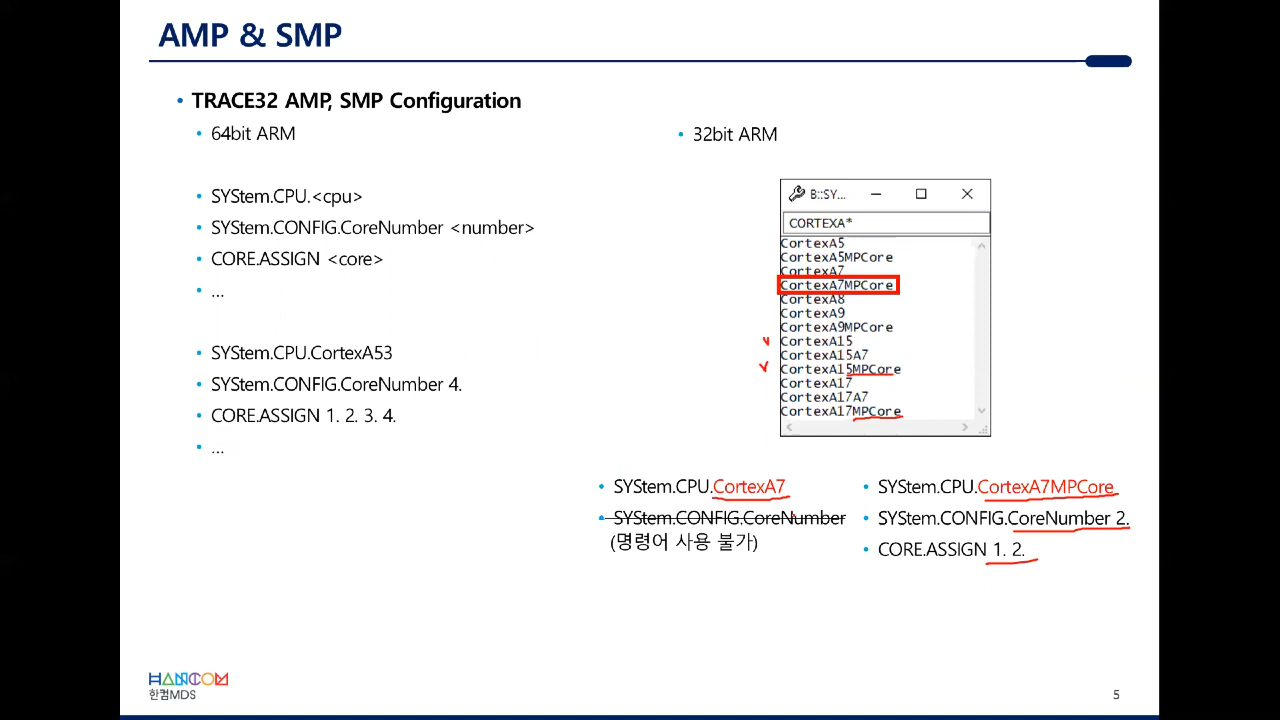 AMP & SMP
• TRACE32 AMP, SMP Configuration
• 64bit ARM
• SYStem.CPU.<cpu>
• SYStem.CONFIG.CoreNumber <number>
• CORE.ASSIGN <core>
• ...
• SYStem.CPU.CortexA53
• SYStem.CONFIG.CoreNumber 4.
• CORE.ASSIGN 1. 2. 3. 4.
• ...
• 32bit ARM
B::SY...
CORTEXA*
CortexA5
CortexA5MPCore
CortexA7
CortexA7MPCore
CortexA8
CortexA9
CortexA9MPCore
CortexA15
CortexA15A7
CortexA15MPCore
CortexA17
CortexA17A7
CortexA17MPCore
• SYStem.CPU.CortexA7
• SYStem.CONFIG.CoreNumber
(명령어 사용 불가)
• SYStem.CPU.CortexA7MPCore
• SYStem.CONFIG.CoreNumber 2.
• CORE.ASSIGN 1. 2.
HANCOM
한컴MDS
5